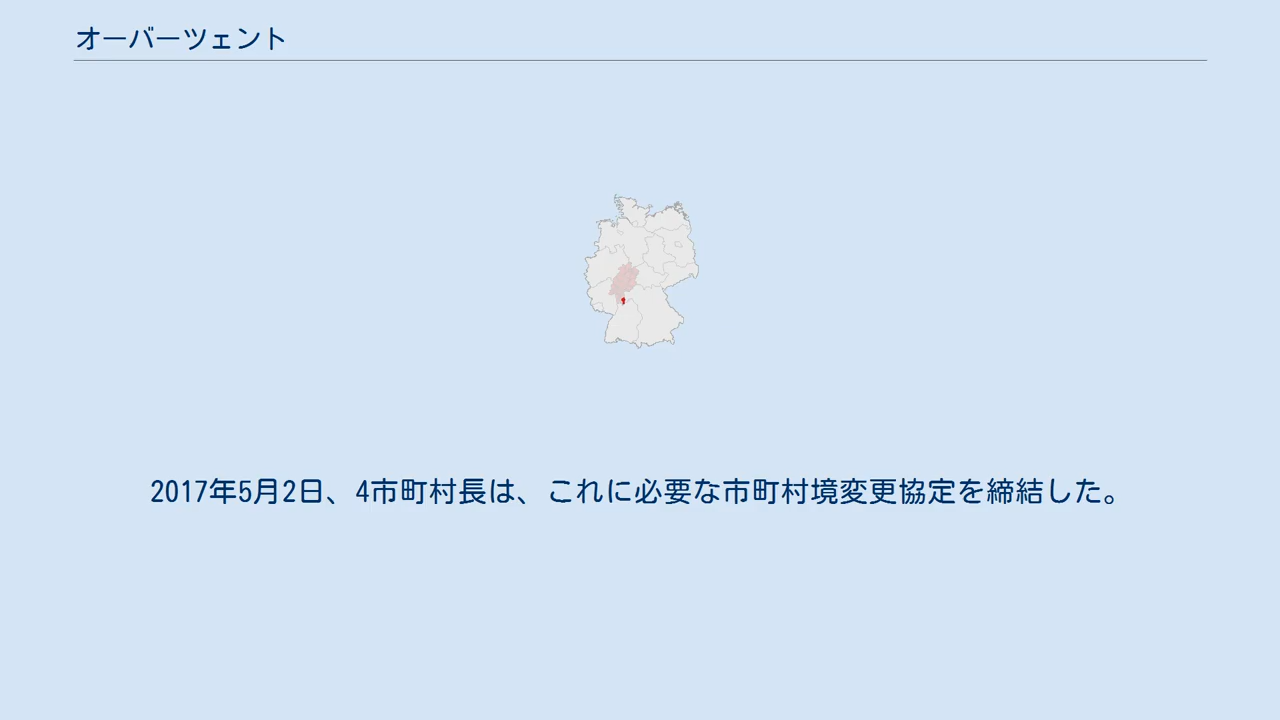 オーバーツェント
2017年5月2日、4市町村長は、これに必要な市町村境変更協定を締結した。